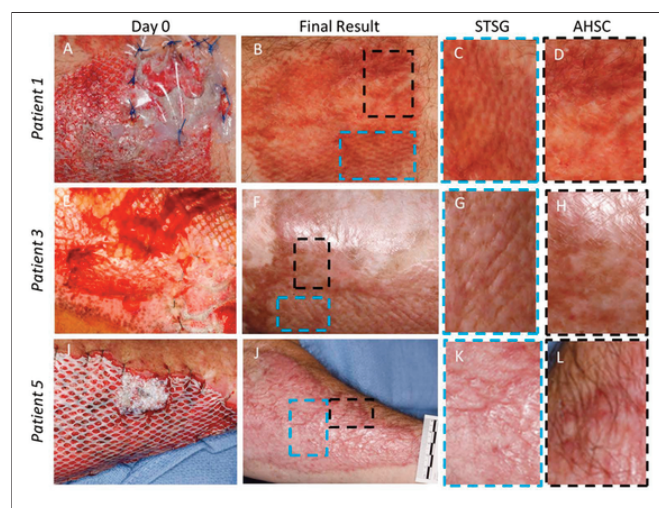 Day 0 Final Result STSG AHSC
Patient 1
A B C D
Patient 3
E F G H
Patient 5
I J K L